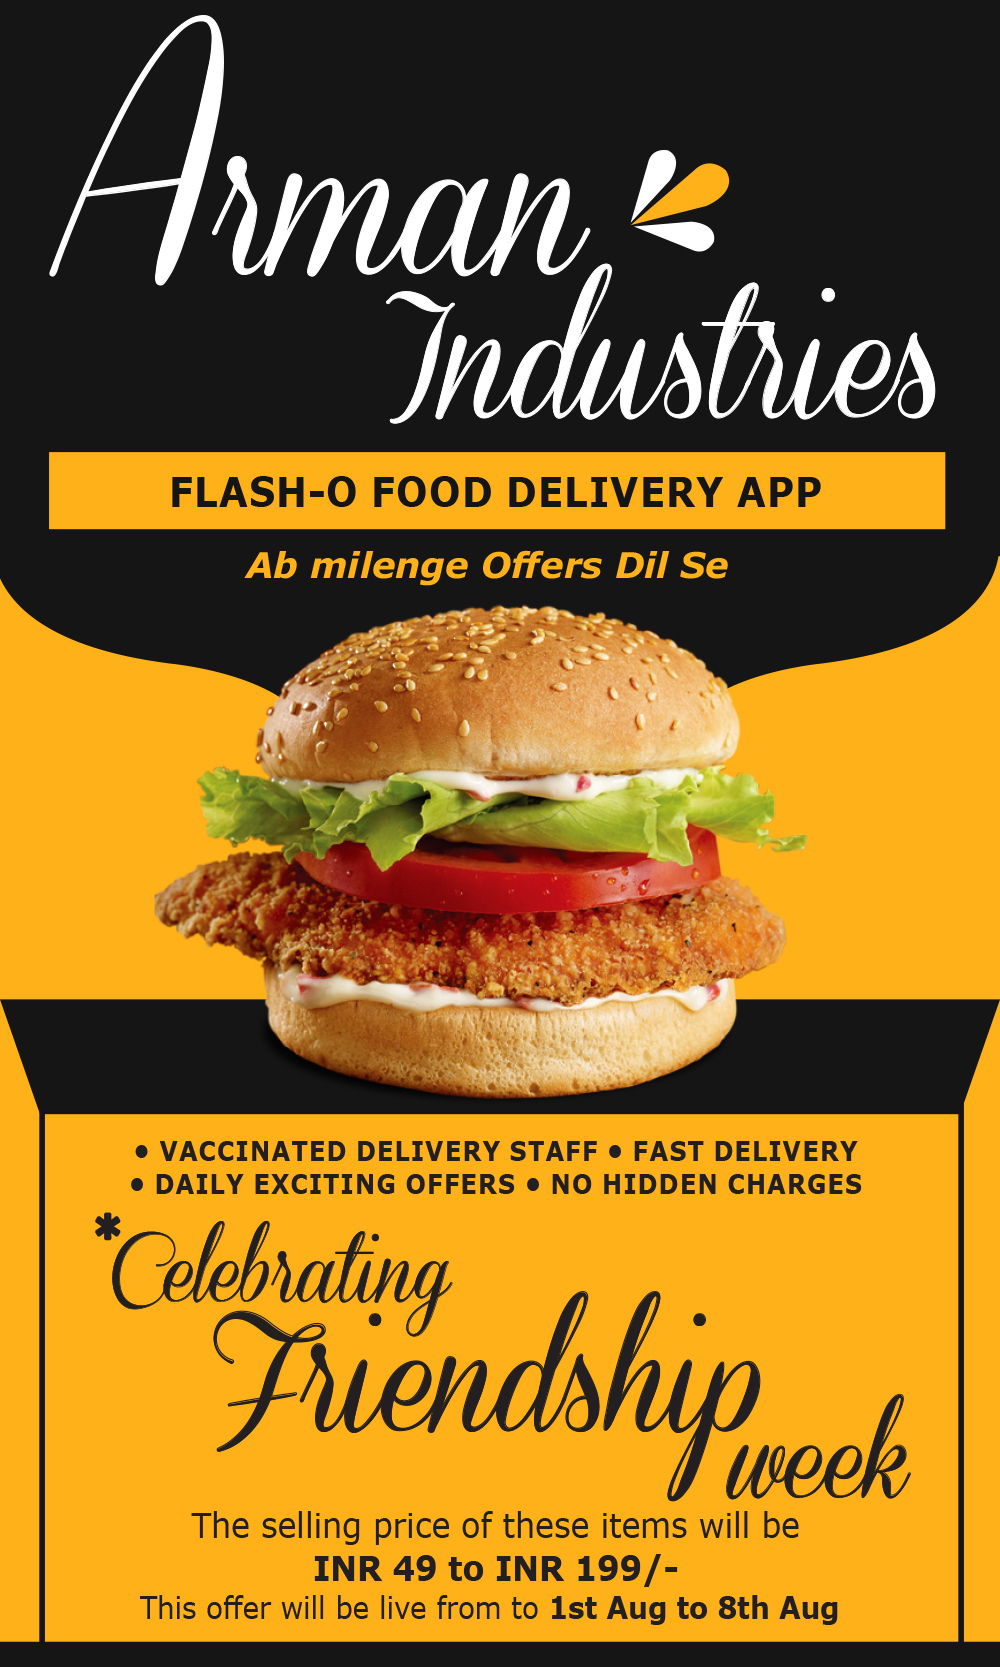 Arman
Industries
FLASH-O FOOD DELIVERY APP
Ab milenge Offers Dil Se
• VACCINATED DELIVERY STAFF • FAST DELIVERY
• DAILY EXCITING OFFERS • NO HIDDEN CHARGES
*Celebrating
Friendship
week
The selling price of these items will be
INR 49 to INR 199/-
This offer will be live from to 1st Aug to 8th Aug